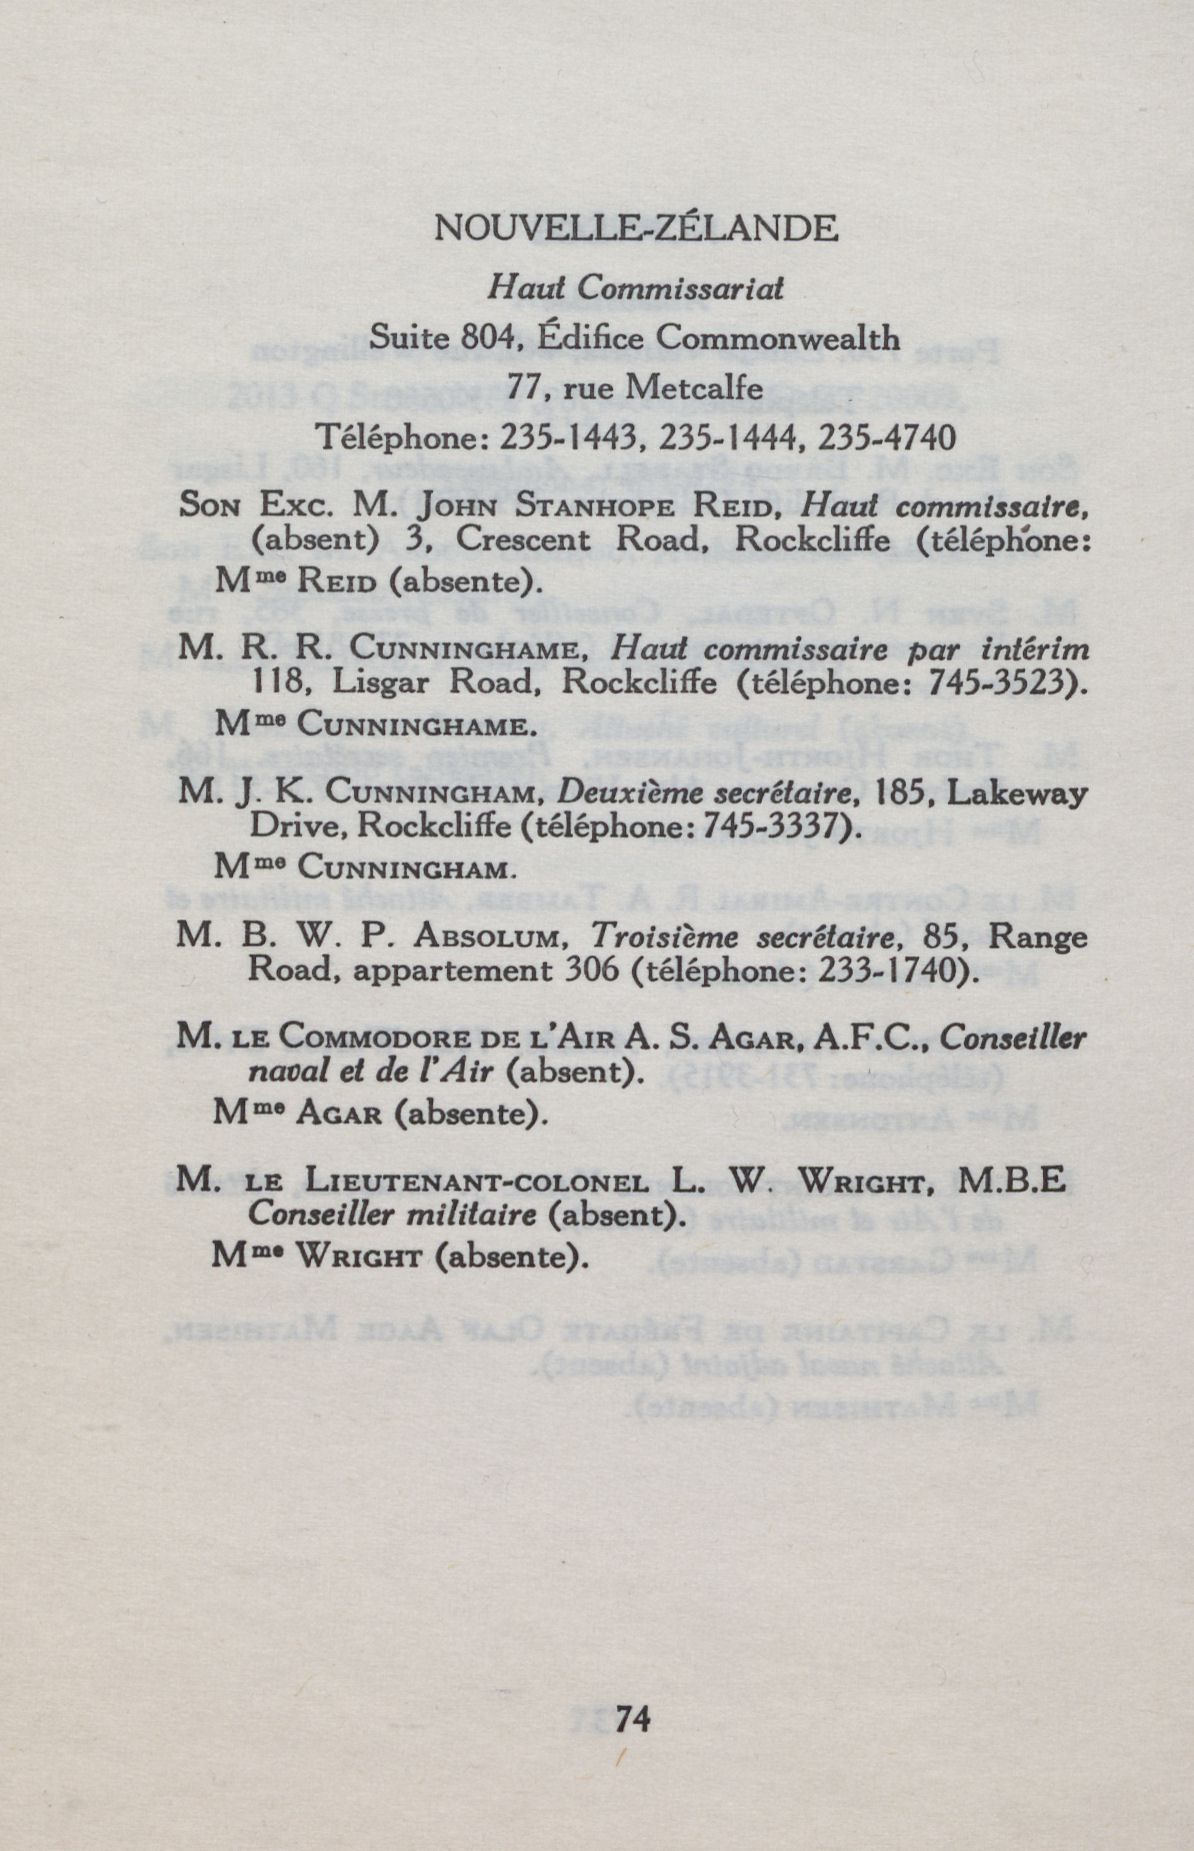 NOUVELLE-ZÉLANDE
Haut Commissariat
Suite 804, Édifice Commonwealth
77, rue Metcalfe
Téléphone: 235-1443, 235-1444, 235-4740
SON EXC. M. JOHN STANHOPE REID, Haut commissaire,
(absent) 3, Crescent Road, Rockcliffe (téléphone:
Mme REID (absente).
M. R. R. CUNNINGHAME, Haut commissaire par intérim
118, Lisgar Road, Rockcliffe (téléphone: 745-3523).
Mme CUNNINGHAME.
M. J. K. CUNNINGHAM, Deuxième secrétaire, 185, Lakeway
Drive, Rockcliffe (téléphone: 745-3337).
Mme CUNNINGHAM.
M. B. W. P. ABSOLUM, Troisième secrétaire, 85, Range
Road, appartement 306 (téléphone: 233-1740).
M. LE COMMODORE DE L'AIR A. S. AGAR, A.F.C., Conseiller
naval et de l'Air (absent).
Mme AGAR (absente).
M. LE LIEUTENANT-COLONEL L. W. WRIGHT, M.B.E
Conseiller militaire (absent).
Mme WRIGHT (absente).
74